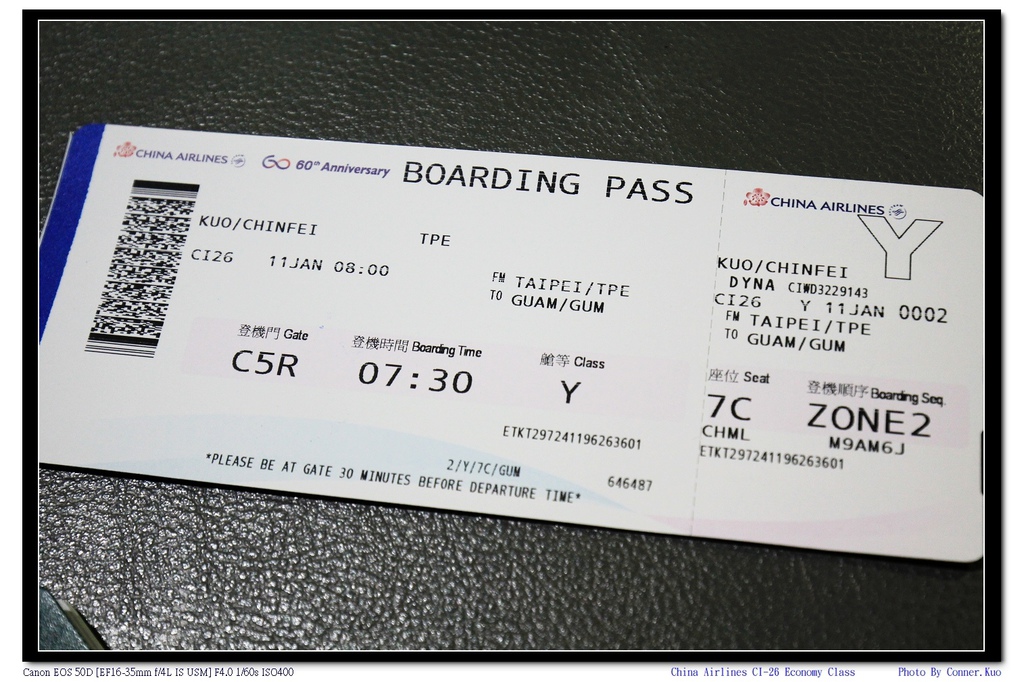 CHINA AIRLINES 60th Anniversary BOARDING PASS
KUO/CHINFEI TPE
CI26 11JAN 08:00
FM TAIPEI/TPE
TO GUAM/GUM
登機門 Gate 登機時間 Boarding Time 艙等 Class
C5R 07:30 Y
ETKT297241196263601
2/Y/7C/GUM 646487
*PLEASE BE AT GATE 30 MINUTES BEFORE DEPARTURE TIME*
CHINA AIRLINES
Y
KUO/CHINFEI
DYNA CIWD3229143
CI26 Y 11JAN 0002
FM TAIPEI/TPE
TO GUAM/GUM
座位 Seat 登機順序 Boarding Seq.
7C ZONE2
CHML M9AM6J
ETKT297241196263601
Canon EOS 50D [EF16-35mm f/4L IS USM] F4.0 1/60s ISO400
China Airlines CI-26 Economy Class Photo By Conner.Kuo